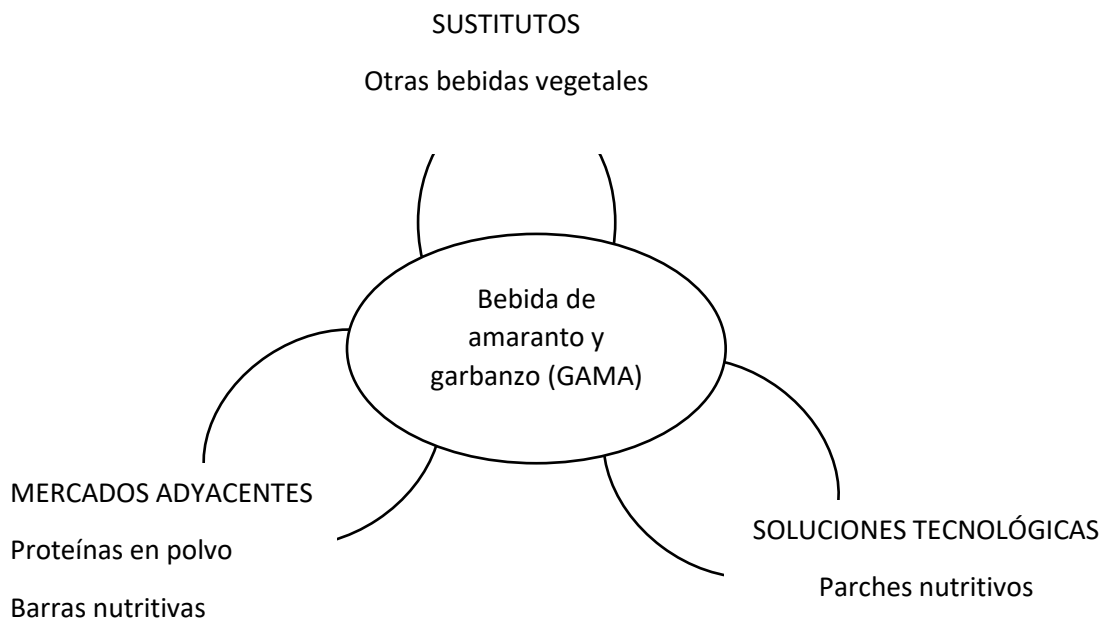 SUSTITUTOS
Otras bebidas vegetales
Bebida de
amaranto y
garbanzo (GAMA)
MERCADOS ADYACENTES
Proteínas en polvo
Barras nutritivas
SOLUCIONES TECNOLÓGICAS
Parches nutritivos